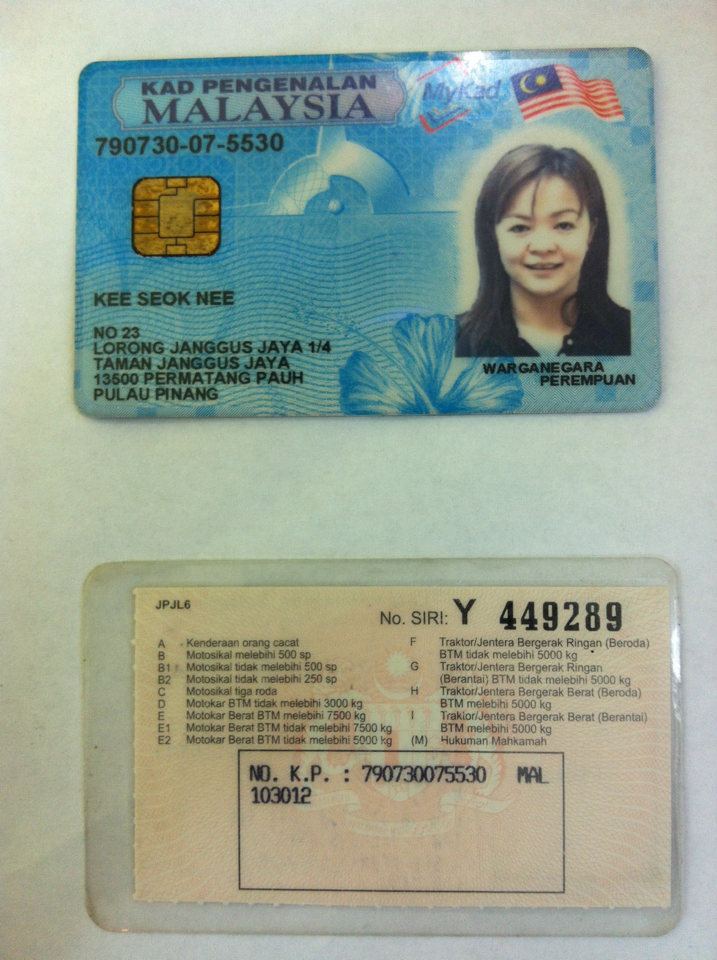 KAD PENGENALAN
MALAYSIA
MyKad
790730-07-5530
KEE SEOK NEE
NO 23
LORONG JANGGUS JAYA 1/4
TAMAN JANGGUS JAYA
13500 PERMATANG PAUH
PULAU PINANG
WARGANEGARA
PEREMPUAN
JPJL6
No. SIRI: Y 449289
A Kenderaan orang cacat
B Motosikal melebihi 500 sp
B1 Motosikal tidak melebihi 500 sp
B2 Motosikal tidak melebihi 250 sp
C Motosikal tiga roda
D Motokar BTM tidak melebihi 3000 kg
E Motokar Berat BTM melebihi 7500 kg
E1 Motokar Berat BTM tidak melebihi 7500 kg
E2 Motokar Berat BTM tidak melebihi 5000 kg
F Traktor/Jentera Bergerak Ringan (Beroda)
BTM tidak melebihi 5000 kg
G Traktor/Jentera Bergerak Ringan
(Berantai) BTM tidak melebihi 5000 kg
H Traktor/Jentera Bergerak Berat (Beroda)
BTM melebihi 5000 kg
I Traktor/Jentera Bergerak Berat (Berantai)
BTM melebihi 5000 kg
(M) Hukuman Mahkamah
NO. K.P. : 790730075530 MAL
103012